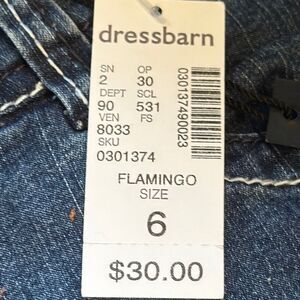 dressbarn
SN OP
2 30
DEPT SCL
90 531
VEN FS
8033
SKU
0301374
030137490023
FLAMINGO
SIZE
6
$30.00